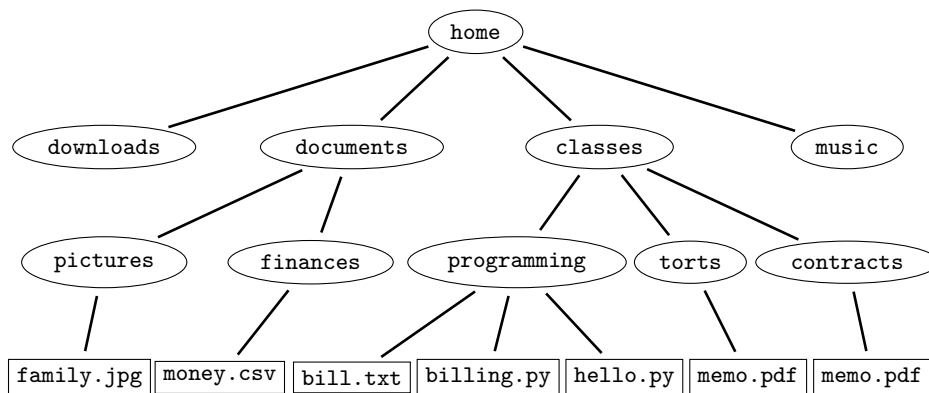 home
downloads documents classes music
pictures finances programming torts contracts
family.jpg money.csv bill.txt billing.py hello.py memo.pdf memo.pdf